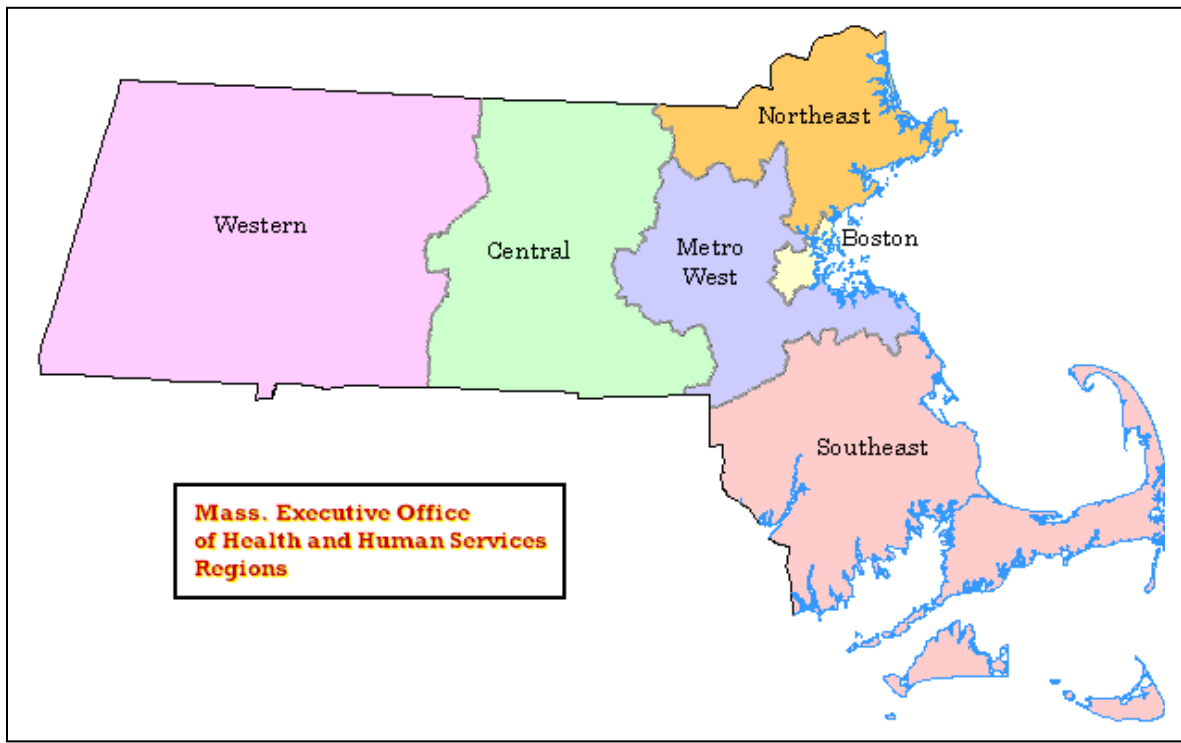 Northeast
Western
Boston
Central
Metro
West
Southeast
Mass. Executive Office
of Health and Human Services
Regions